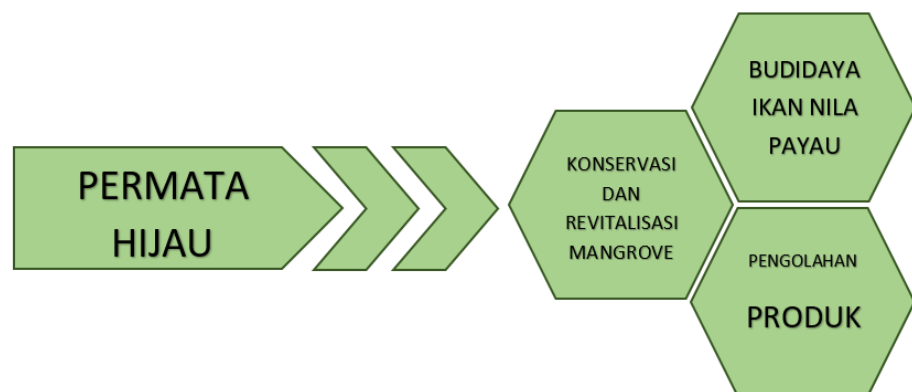 PERMATA
HIJAU
KONSERVASI
DAN
REVITALISASI
MANGROVE
BUDIDAYA
IKAN NILA
PAYAU
PENGOLAHAN
PRODUK